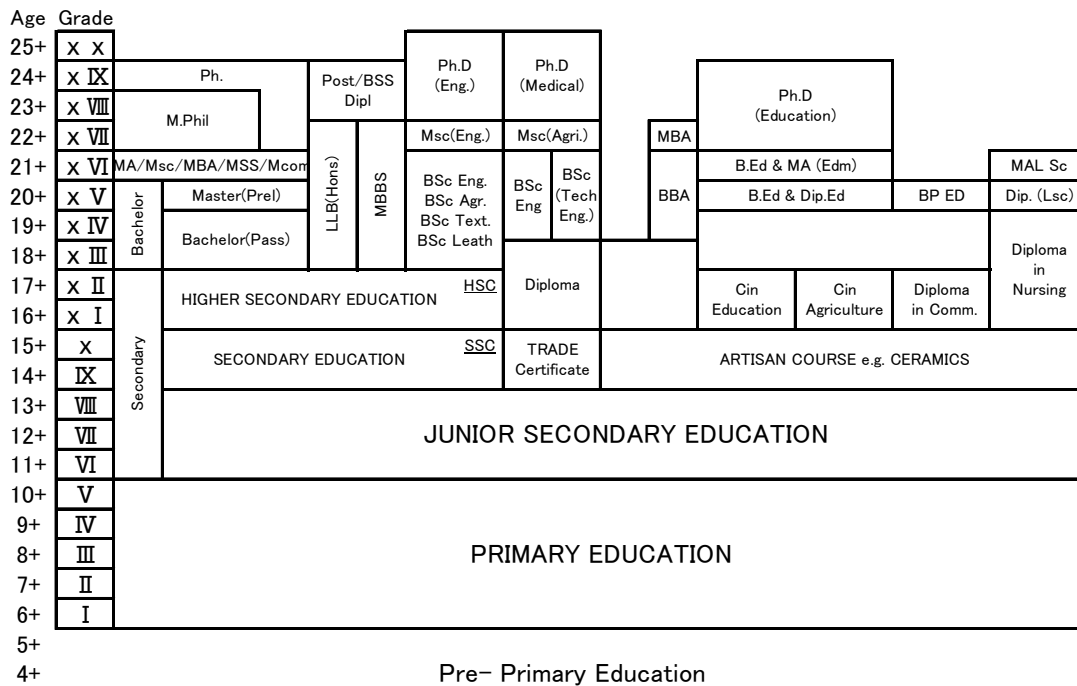 Age Grade
25+ x x
24+ x Ⅸ Ph. Post/BSS Dipl Ph.D (Eng.) Ph.D (Medical) Ph.D (Education)
23+ x Ⅷ M.Phil
22+ x Ⅶ LLB(Hons) MBBS Msc(Eng.) Msc(Agri.) MBA
21+ x Ⅵ MA/Msc/MBA/MSS/Mcom BSc Eng. BSc Agr. BSc Text. BSc Leath BSc Eng BSc (Tech Eng.) BBA B.Ed & MA (Edm) MAL Sc
20+ x Ⅴ Bachelor Master(Prel) B.Ed & Dip.Ed BP ED Dip. (Lsc)
19+ x Ⅳ Bachelor(Pass) Diploma in Nursing
18+ x Ⅲ Diploma
17+ x Ⅱ Secondary HIGHER SECONDARY EDUCATION HSC Cin Education Cin Agriculture Diploma in Comm.
16+ x Ⅰ
15+ x SECONDARY EDUCATION SSC TRADE Certificate ARTISAN COURSE e.g. CERAMICS
14+ Ⅸ
13+ Ⅷ
12+ Ⅶ JUNIOR SECONDARY EDUCATION
11+ Ⅵ
10+ Ⅴ
9+ Ⅳ
8+ Ⅲ PRIMARY EDUCATION
7+ Ⅱ
6+ Ⅰ
5+
4+ Pre- Primary Education